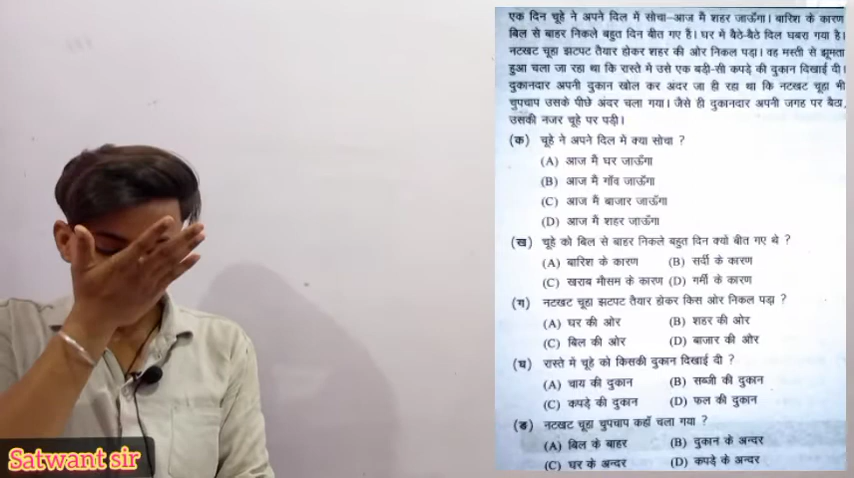 एक दिन चूहे ने अपने दिल में सोचा–आज मैं शहर जाऊँगा। बारिश के कारण
बिल से बाहर निकले बहुत दिन बीत गए हैं। घर में बैठे-बैठे दिल घबरा गया है।
नटखट चूहा झटपट तैयार होकर शहर की ओर निकल पड़ा। वह मस्ती से झूमता
हुआ चला जा रहा था कि रास्ते में उसे एक बड़ी-सी कपड़े की दुकान दिखाई दी।
दुकानदार अपनी दुकान खोल कर अंदर जा ही रहा था कि नटखट चूहा भी
चुपचाप उसके पीछे अंदर चला गया। जैसे ही दुकानदार अपनी जगह पर बैठा,
उसकी नजर चूहे पर पड़ी।
(क) चूहे ने अपने दिल में क्या सोचा ?
(A) आज मैं घर जाऊँगा
(B) आज मैं गाँव जाऊँगा
(C) आज मैं बाजार जाऊँगा
(D) आज मैं शहर जाऊँगा
(ख) चूहे को बिल से बाहर निकले बहुत दिन क्यों बीत गए थे ?
(A) बारिश के कारण (B) सर्दी के कारण
(C) खराब मौसम के कारण (D) गर्मी के कारण
(ग) नटखट चूहा झटपट तैयार होकर किस ओर निकल पड़ा ?
(A) घर की ओर (B) शहर की ओर
(C) बिल की ओर (D) बाजार की ओर
(घ) रास्ते में चूहे को किसकी दुकान दिखाई दी ?
(A) चाय की दुकान (B) सब्जी की दुकान
(C) कपड़े की दुकान (D) फल की दुकान
(ङ) नटखट चूहा चुपचाप कहाँ चला गया ?
(A) बिल के बाहर (B) दुकान के अन्दर
(C) घर के अन्दर (D) कपड़े के अन्दर
Satwant sir